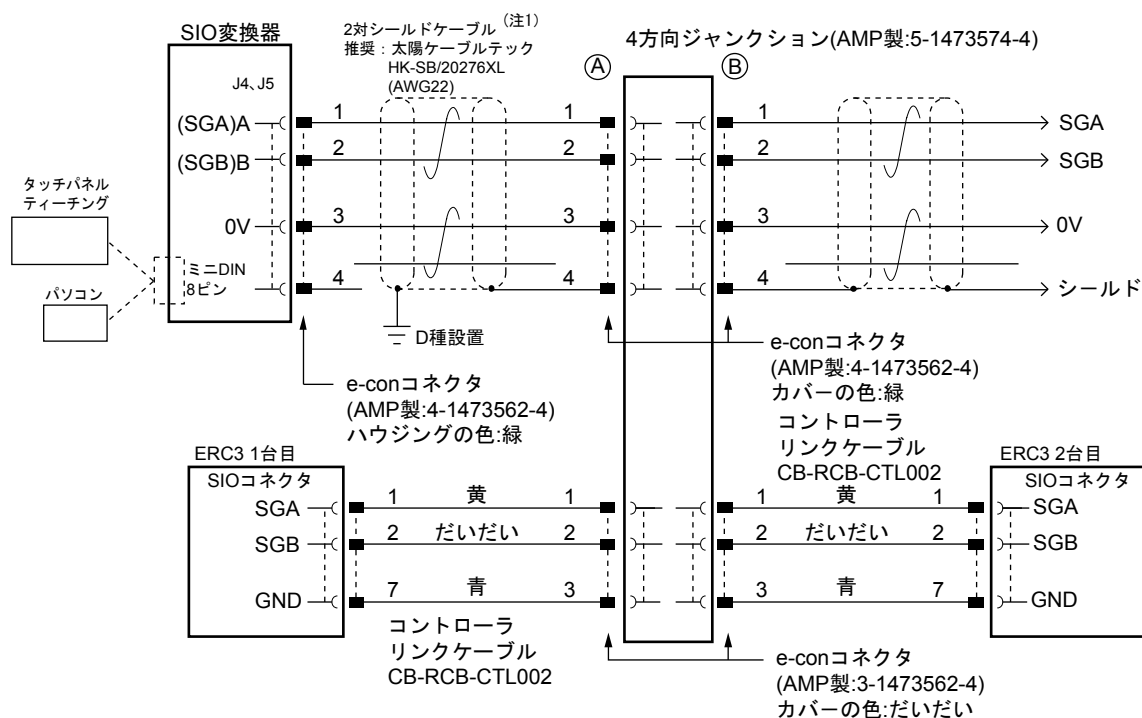 SIO変換器
2対シールドケーブル(注1)
推奨：太陽ケーブルテック
HK-SB/20276XL
(AWG22)
4方向ジャンクション(AMP製:5-1473574-4)
Ⓐ
Ⓑ
J4、J5
(SGA)A
1
1
1
SGA
(SGB)B
2
2
2
SGB
タッチパネル
ティーチング
0V
3
3
3
0V
ミニDIN
8ピン
4
4
4
シールド
パソコン
D種設置
e-conコネクタ
(AMP製:4-1473562-4)
ハウジングの色:緑
e-conコネクタ
(AMP製:4-1473562-4)
カバーの色:緑
コントローラ
リンクケーブル
CB-RCB-CTL002
ERC3 1台目
SIOコネクタ
ERC3 2台目
SIOコネクタ
SGA
1
黄
1
1
黄
1
SGA
SGB
2
だいだい
2
2
だいだい
2
SGB
GND
7
青
3
3
青
7
GND
コントローラ
リンクケーブル
CB-RCB-CTL002
e-conコネクタ
(AMP製:3-1473562-4)
カバーの色:だいだい